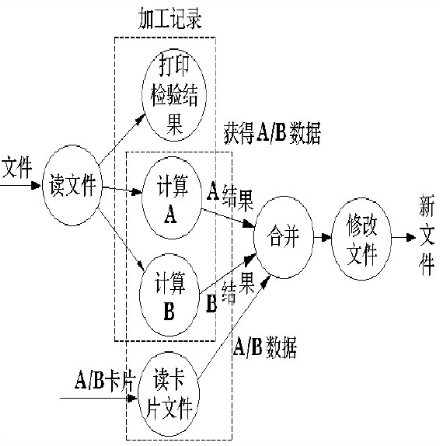 加工记录
打印
检验结
果
获得A/B数据
文件
读文件
计算
A
A结果
合并
修改
文件
新
文
件
计算
B
B结果
A/B数据
A/B卡片
读卡
片文件